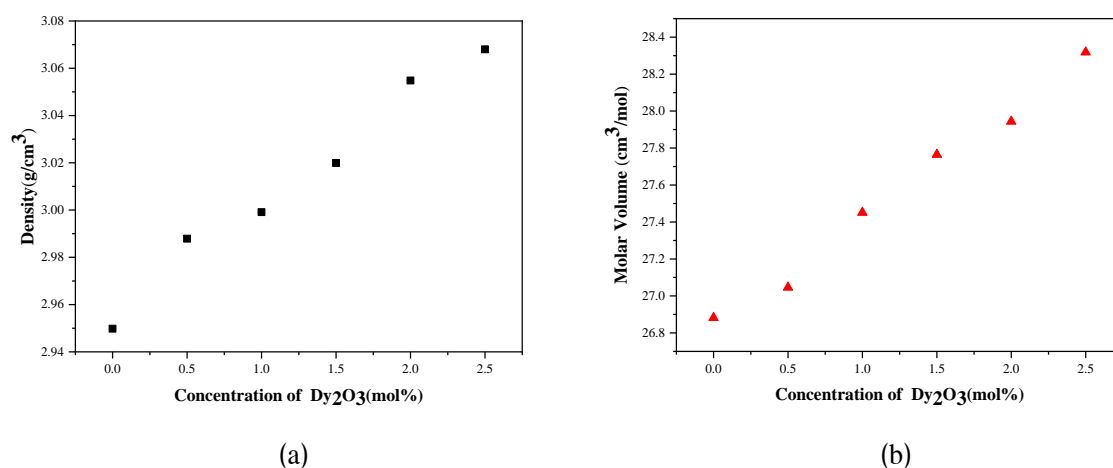 3.08
3.06
3.04
3.02
3.00
2.98
2.96
2.94
Density(g/cm3)
0.0 0.5 1.0 1.5 2.0 2.5
Concentration of Dy2O3(mol%)
(a)
28.4
28.2
28.0
27.8
27.6
27.4
27.2
27.0
26.8
Molar Volume (cm3/mol)
0.0 0.5 1.0 1.5 2.0 2.5
Concentration of Dy2O3(mol%)
(b)